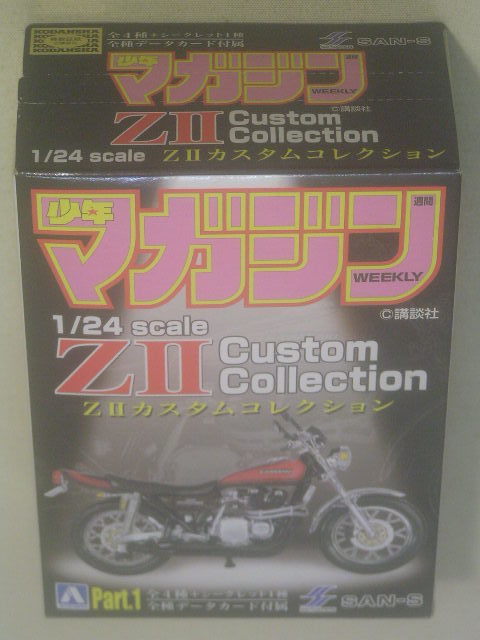 KODANSHA
KODANSHA
全4種+シークレット1種
全種データカード付属
SAN-S
少年
マガジン
週刊
WEEKLY
©講談社
ZII Custom
Collection
1/24 scale ZIIカスタムコレクション
少年
マガジン
週刊
WEEKLY
©講談社
1/24 scale
ZII Custom
Collection
ZIIカスタムコレクション
Part.1
全4種+シークレット1種
全種データカード付属
SAN-S